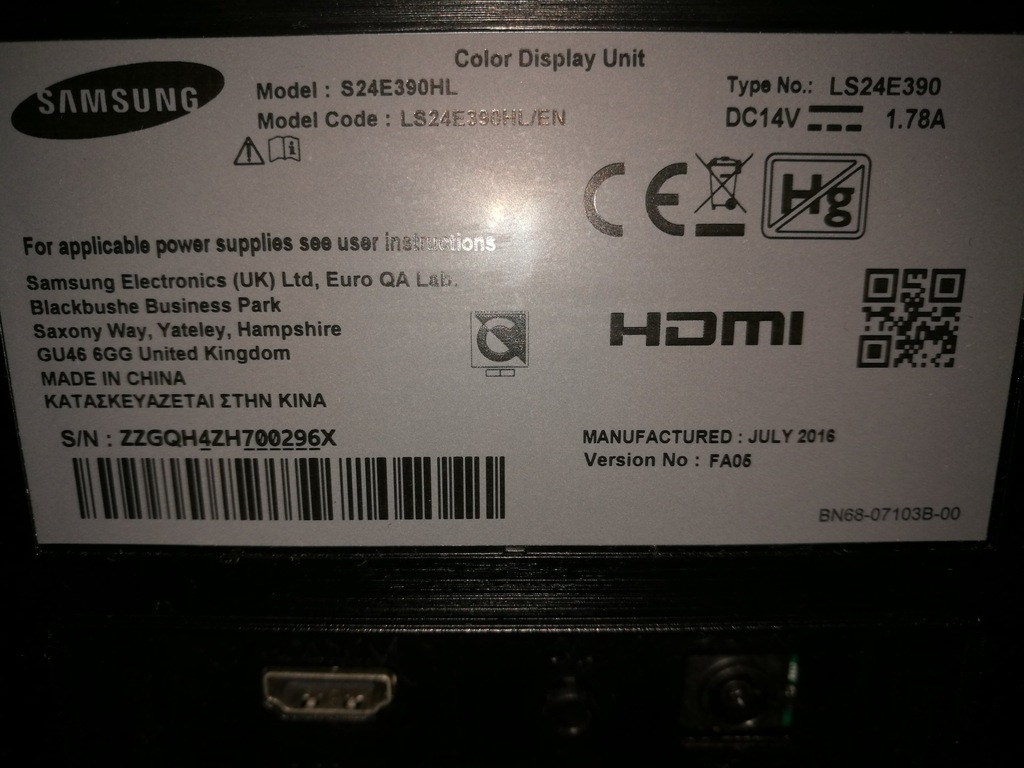 Color Display Unit
SAMSUNG
Model : S24E390HL
Model Code : LS24E390HL/EN
Type No.: LS24E390
DC14V 1.78A
CE
Hg
For applicable power supplies see user instructions
Samsung Electronics (UK) Ltd, Euro QA Lab.
Blackbushe Business Park
Saxony Way, Yateley, Hampshire
GU46 6GG United Kingdom
MADE IN CHINA
ΚΑΤΑΣΚΕΥΑΖΕΤΑΙ ΣΤΗΝ ΚΙΝΑ
HDMI
S/N : ZZGQH4ZH700296X
MANUFACTURED : JULY 2016
Version No : FA05
BN68-07103B-00